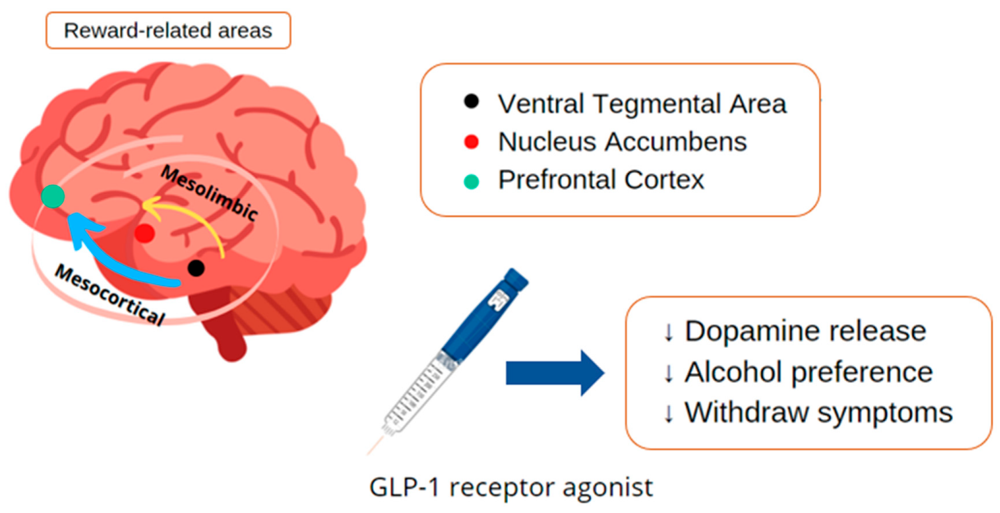 Reward-related areas
Ventral Tegmental Area
Nucleus Accumbens
Prefrontal Cortex
Mesolimbic
Mesocortical
↓ Dopamine release
↓ Alcohol preference
↓ Withdraw symptoms
GLP-1 receptor agonist